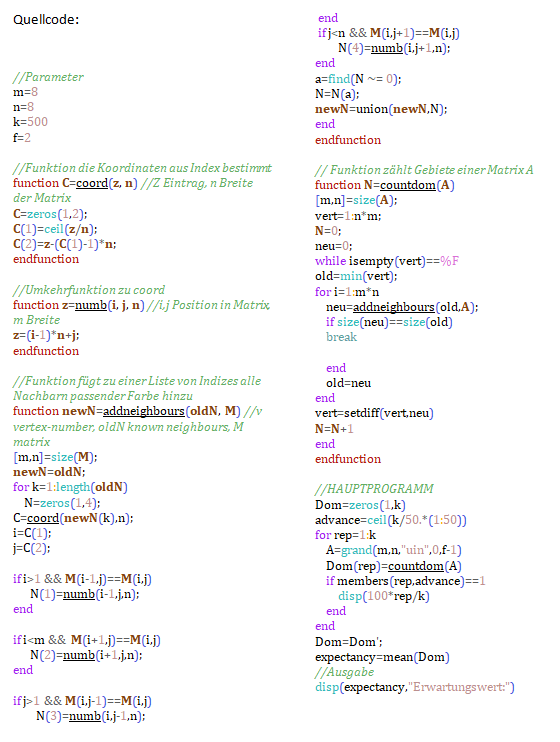 Quellcode:
//Parameter
m=8
n=8
k=500
f=2
//Funktion die Koordinaten aus Index bestimmt
function C=coord(z, n) //Z Eintrag, n Breite
der Matrix
C=zeros(1,2);
C(1)=ceil(z/n);
C(2)=z-(C(1)-1)*n;
endfunction
//Umkehrfunktion zu coord
function z=numb(i, j, n) //i,j Position in Matrix,
m Breite
z=(i-1)*n+j;
endfunction
//Funktion fügt zu einer Liste von Indizes alle
Nachbarn passender Farbe hinzu
function newN=addneighbours(oldN, M) //v
vertex-number, oldN known neighbours, M
matrix
[m,n]=size(M);
newN=oldN;
for k=1:length(oldN)
N=zeros(1,4);
C=coord(newN(k),n);
i=C(1);
j=C(2);
if i>1 && M(i-1,j)==M(i,j)
N(1)=numb(i-1,j,n);
end
if i<m && M(i+1,j)==M(i,j)
N(2)=numb(i+1,j,n);
end
if j>1 && M(i,j-1)==M(i,j)
N(3)=numb(i,j-1,n);
end
if j<n && M(i,j+1)==M(i,j)
N(4)=numb(i,j+1,n);
end
a=find(N ~= 0);
N=N(a);
newN=union(newN,N);
end
endfunction
// Funktion zählt Gebiete einer Matrix A
function N=countdom(A)
[m,n]=size(A);
vert=1:n*m;
N=0;
neu=0;
while isempty(vert)==%F
old=min(vert);
for i=1:m*n
neu=addneighbours(old,A);
if size(neu)==size(old)
break
end
old=neu
end
vert=setdiff(vert,neu)
N=N+1
end
endfunction
//HAUPTPROGRAMM
Dom=zeros(1,k)
advance=ceil(k/50.*(1:50))
for rep=1:k
A=grand(m,n,"uin",0,f-1)
Dom(rep)=countdom(A)
if members(rep,advance)==1
disp(100*rep/k)
end
end
Dom=Dom';
expectancy=mean(Dom)
//Ausgabe
disp(expectancy,"Erwartungswert:")